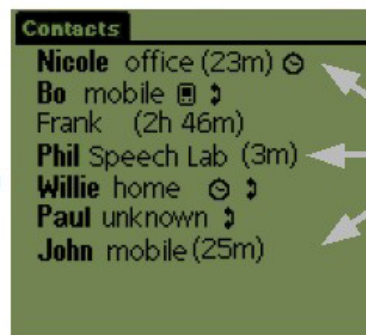 Contacts
Nicole office (23m)
Bo mobile
Frank (2h 46m)
Phil Speech Lab (3m)
Willie home
Paul unknown
John mobile (25m)